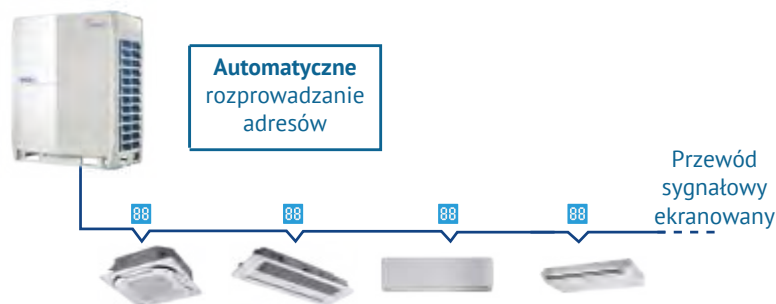 Automatyczne
rozprowadzanie
adresów
Przewód
sygnałowy
ekranowany
88 88 88 88